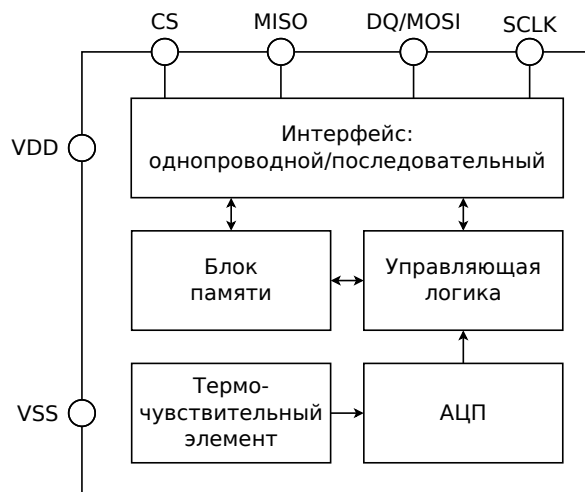 CS
MISO
DQ/MOSI
SCLK
VDD
Интерфейс:
однопроводной/последовательный
Блок
памяти
Управляющая
логика
VSS
Термо-
чувствительный
элемент
АЦП